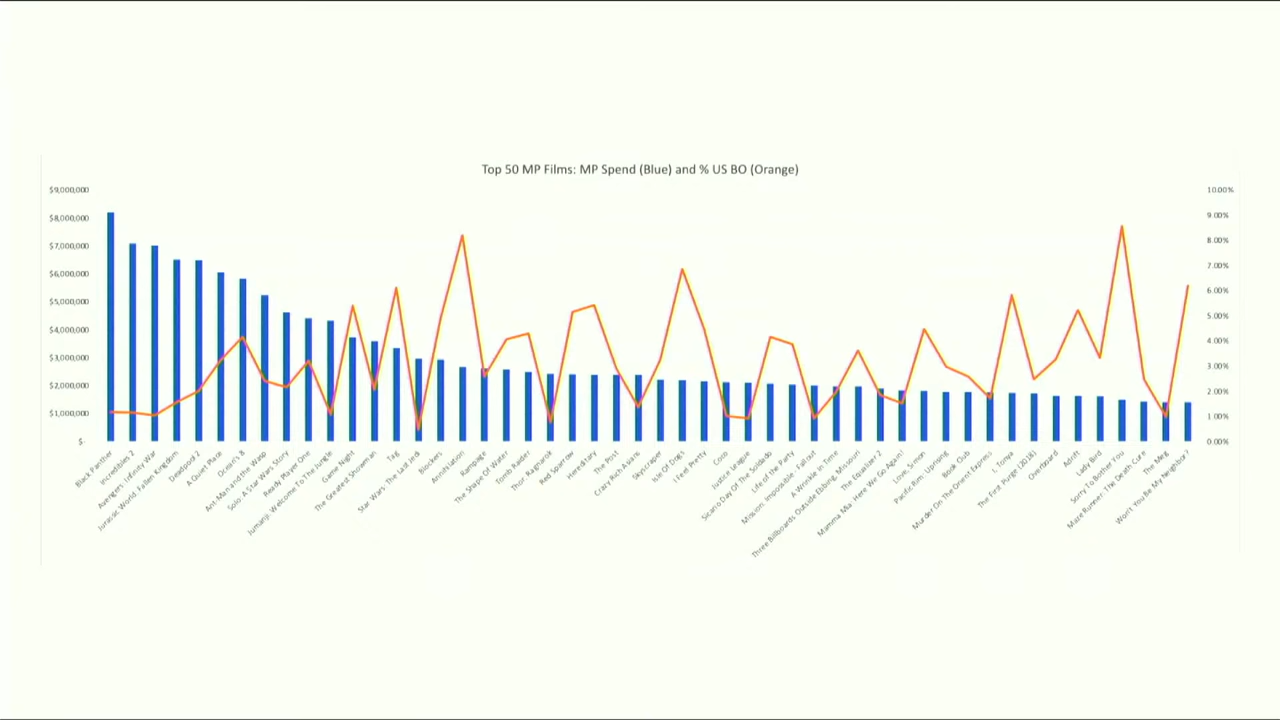 Top 50 MP Films: MP Spend (Blue) and % US BO (Orange)
$9,000,000
$8,000,000
$7,000,000
$6,000,000
$5,000,000
$4,000,000
$3,000,000
$2,000,000
$1,000,000
$-
10.00%
9.00%
8.00%
7.00%
6.00%
5.00%
4.00%
3.00%
2.00%
1.00%
0.00%
Black Panther
Incredibles 2
Avengers: Infinity War
Jurassic World: Fallen Kingdom
Deadpool 2
A Quiet Place
Ocean's 8
Ant-Man and the Wasp
Solo: A Star Wars Story
Ready Player One
Jumanji: Welcome To The Jungle
Game Night
The Greatest Showman
Tag
Star Wars: The Last Jedi
Blockers
Annihilation
Rampage
The Shape Of Water
Tomb Raider
Thor: Ragnarok
Red Sparrow
Hereditary
The Post
Crazy Rich Asians
Skyscraper
Isle Of Dogs
I Feel Pretty
Coco
Justice League
Sicario Day Of The Soldado
Life of the Party
Mission: Impossible - Fallout
A Wrinkle in Time
Three Billboards Outside Ebbing, Missouri
The Equalizer 2
Mamma Mia: Here We Go Again!
Love, Simon
Pacific Rim: Uprising
Book Club
Murder On The Orient Express
I, Tonya
The First Purge (2018)
Overboard
Adrift
Lady Bird
Sorry To Bother You
Maze Runner: The Death Cure
The Meg
Won't You Be My Neighbor?